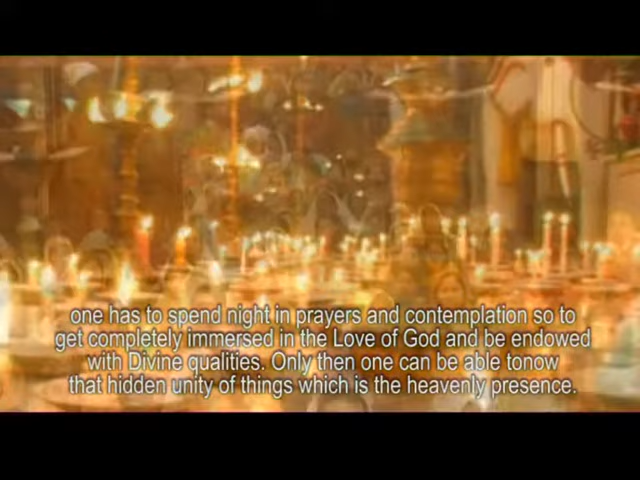 one has to spend night in prayers and contemplation so to
get completely immersed in the Love of God and be endowed
with Divine qualities. Only then one can be able tonow
that hidden unity of things which is the heavenly presence.